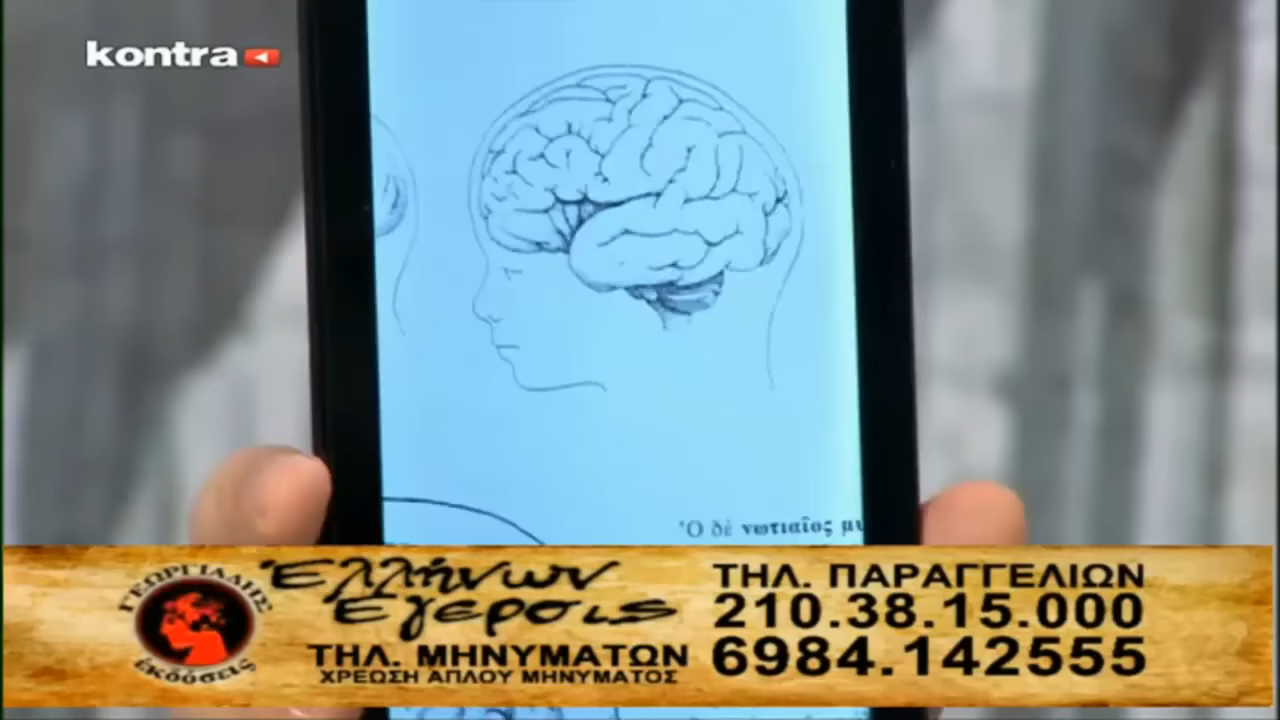 kontra
Ὁ δὲ νωτιαῖος μυ
ΓΕΩΡΓΙΑΔΗΣ
ἐκδόσεις
Ἑλλήνων
Ἔγερσις
ΤΗΛ. ΜΗΝΥΜΑΤΩΝ
ΧΡΕΩΣΗ ΑΠΛΟΥ ΜΗΝΥΜΑΤΟΣ
ΤΗΛ. ΠΑΡΑΓΓΕΛΙΩΝ
210.38.15.000
6984.142555